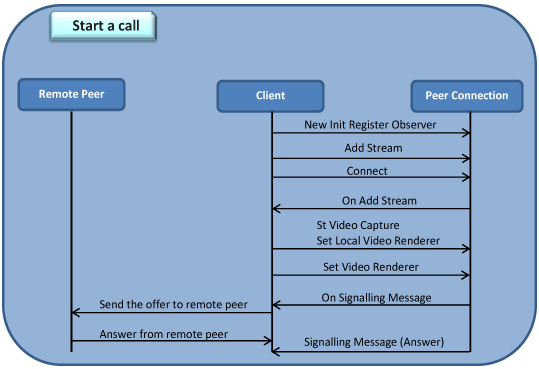 Start a call
Remote Peer
Client
Peer Connection
New Init Register Observer
Add Stream
Connect
On Add Stream
St Video Capture
Set Local Video Renderer
Set Video Renderer
On Signalling Message
Send the offer to remote peer
Answer from remote peer
Signalling Message (Answer)